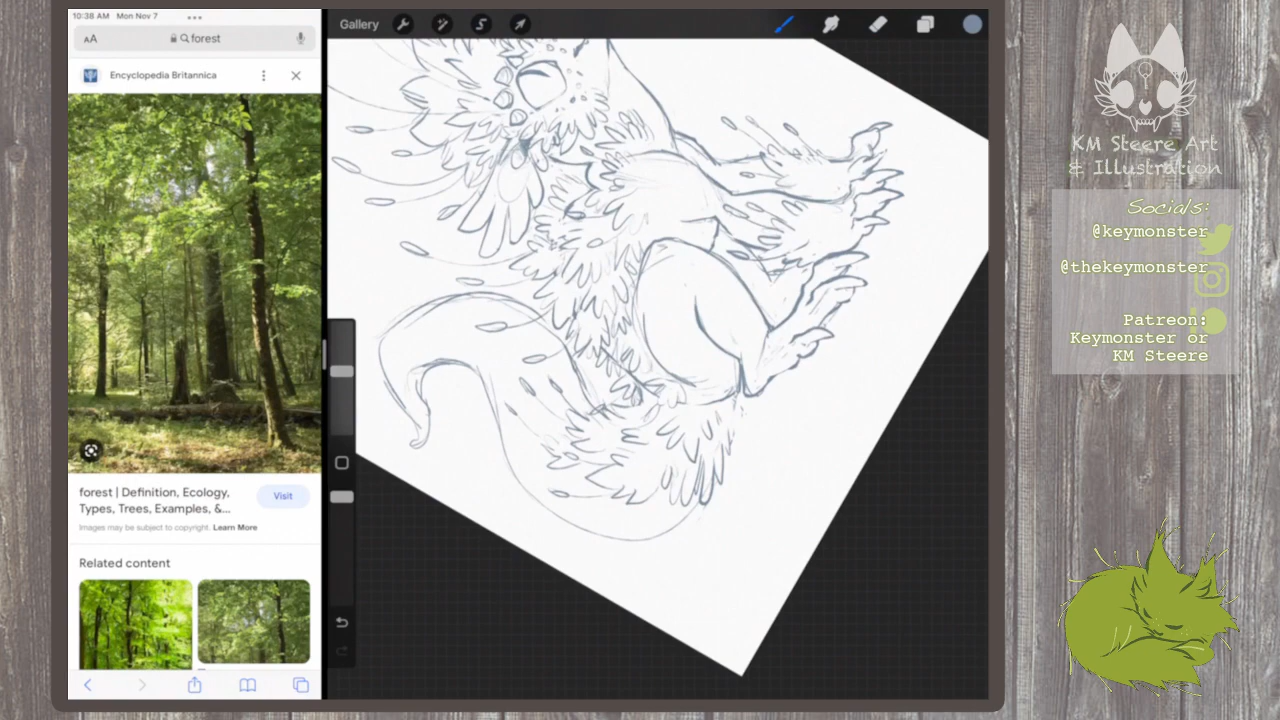 10:38 AM Mon Nov 7
AA
forest
Encyclopedia Britannica
forest | Definition, Ecology,
Types, Trees, Examples, &...
Visit
Images may be subject to copyright. Learn More
Related content
Gallery
KM Steere Art
& Illustration
Socials:
@keymonster
@thekeymonster
Patreon:
Keymonster or
KM Steere